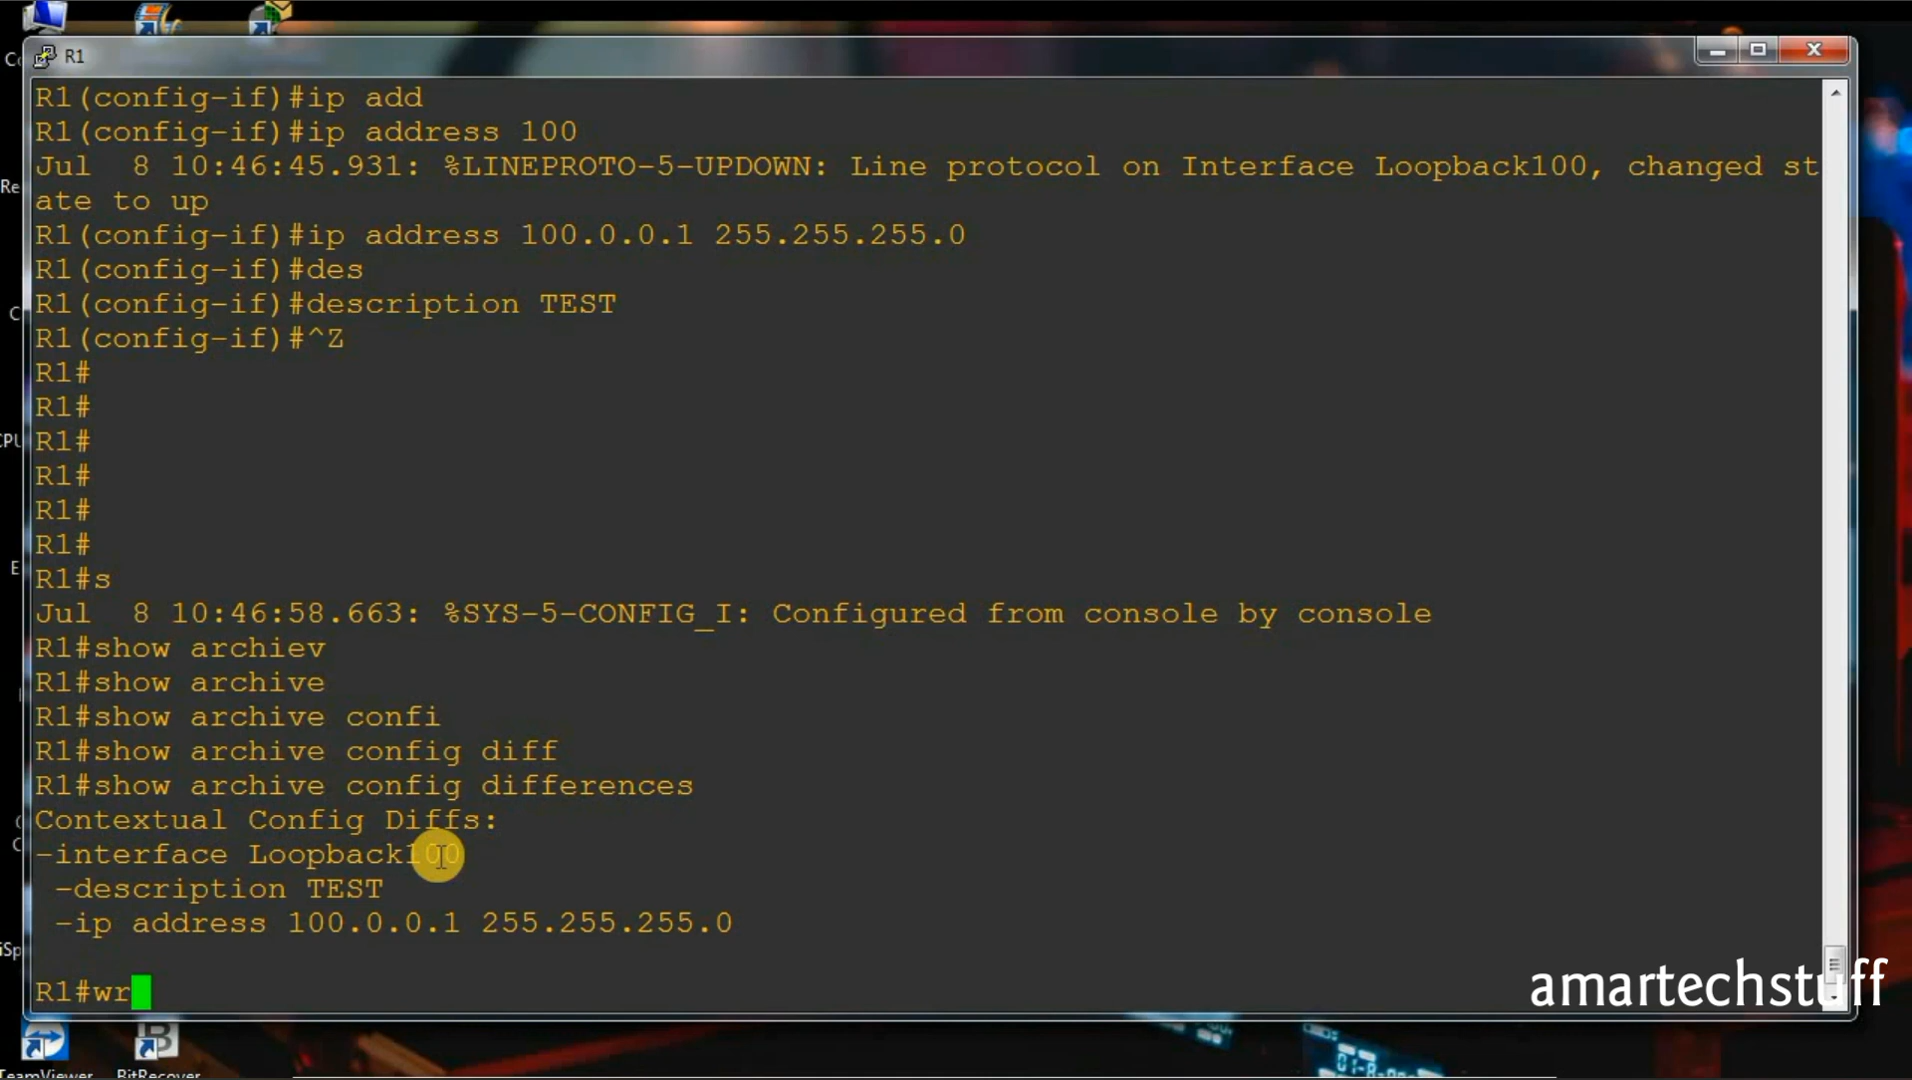 R1
R1(config-if)#ip add
R1(config-if)#ip address 100
Jul  8 10:46:45.931: %LINEPROTO-5-UPDOWN: Line protocol on Interface Loopback100, changed st
ate to up
R1(config-if)#ip address 100.0.0.1 255.255.255.0
R1(config-if)#des
R1(config-if)#description TEST
R1(config-if)#^Z
R1#
R1#
R1#
R1#
R1#
R1#
R1#s
Jul  8 10:46:58.663: %SYS-5-CONFIG_I: Configured from console by console
R1#show archiev
R1#show archive
R1#show archive confi
R1#show archive config diff
R1#show archive config differences
Contextual Config Diffs:
-interface Loopback100
 -description TEST
 -ip address 100.0.0.1 255.255.255.0
R1#wr
amartechstuff
TeamViewer
BitRecover